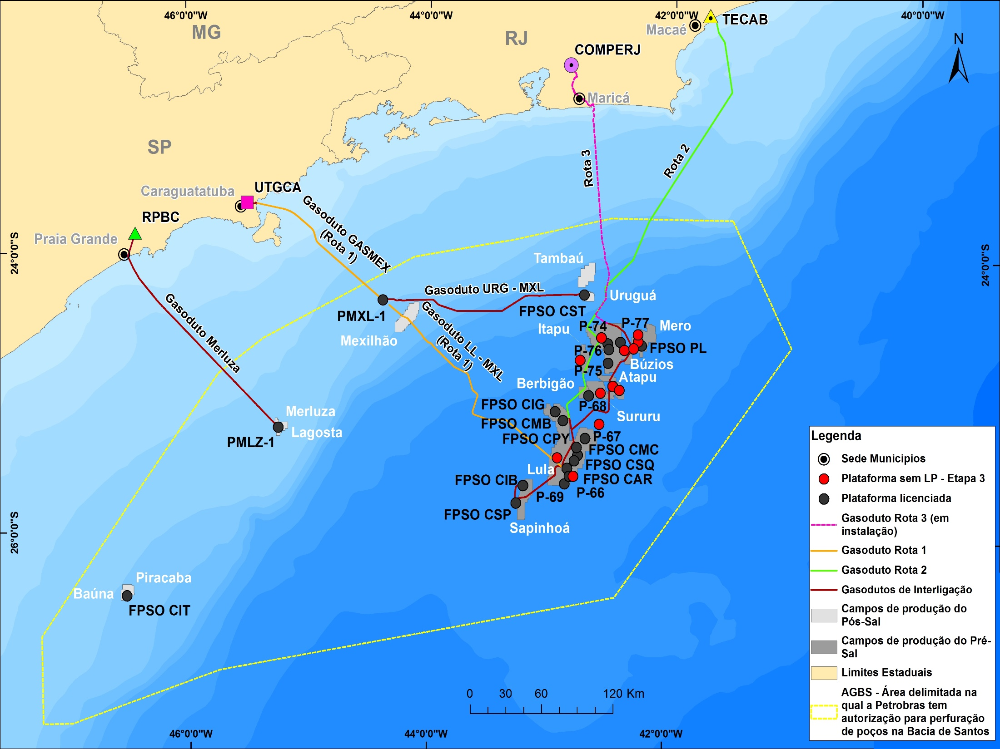 46°0'0"W
44°0'0"W
42°0'0"W
40°0'0"W
MG
RJ
Macaé
TECAB
COMPERJ
N
Maricá
SP
Rota 3
Rota 2
Caraguatatuba
UTGCA
RPBC
Praia Grande
Gasoduto GASMEX
(Rota 1)
24°0'0"S
24°0'0"S
Tambaú
Gasoduto URG - MXL
Uruguá
PMXL-1
FPSO CST
Gasoduto Merluza
Gasoduto LL - MXL
(Rota 1)
Mexilhão
Itapu
P-74
P-77
Mero
P-76
FPSO PL
P-75
Búzios
Atapu
Berbigão
FPSO CIG
P-68
Sururu
Merluza
Lagosta
PMLZ-1
FPSO CMB
FPSO CPY
P-67
FPSO CMC
Lula
FPSO CSQ
FPSO CIB
FPSO CAR
P-69
P-66
FPSO CSP
Sapinhoá
26°0'0"S
Piracaba
Baúna
FPSO CIT
Legenda
Sede Municipios
Plataforma sem LP - Etapa 3
Plataforma licenciada
Gasoduto Rota 3 (em
instalação)
Gasoduto Rota 1
Gasoduto Rota 2
Gasodutos de Interligação
Campos de produção do
Pós-Sal
Campos de produção do Pré-
Sal
Limites Estaduais
AGBS - Área delimitada na
qual a Petrobras tem
autorização para perfuração
de poços na Bacia de Santos
0 30 60 120 Km
46°0'0"W
44°0'0"W
42°0'0"W